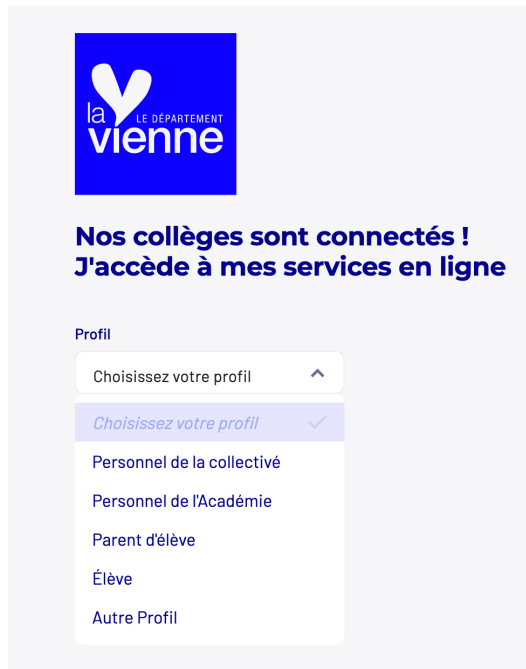 la
LE DÉPARTEMENT
vienne
Nos collèges sont connectés !
J'accède à mes services en ligne
Profil
Choisissez votre profil
Choisissez votre profil
Personnel de la collectivé
Personnel de l'Académie
Parent d'élève
Élève
Autre Profil